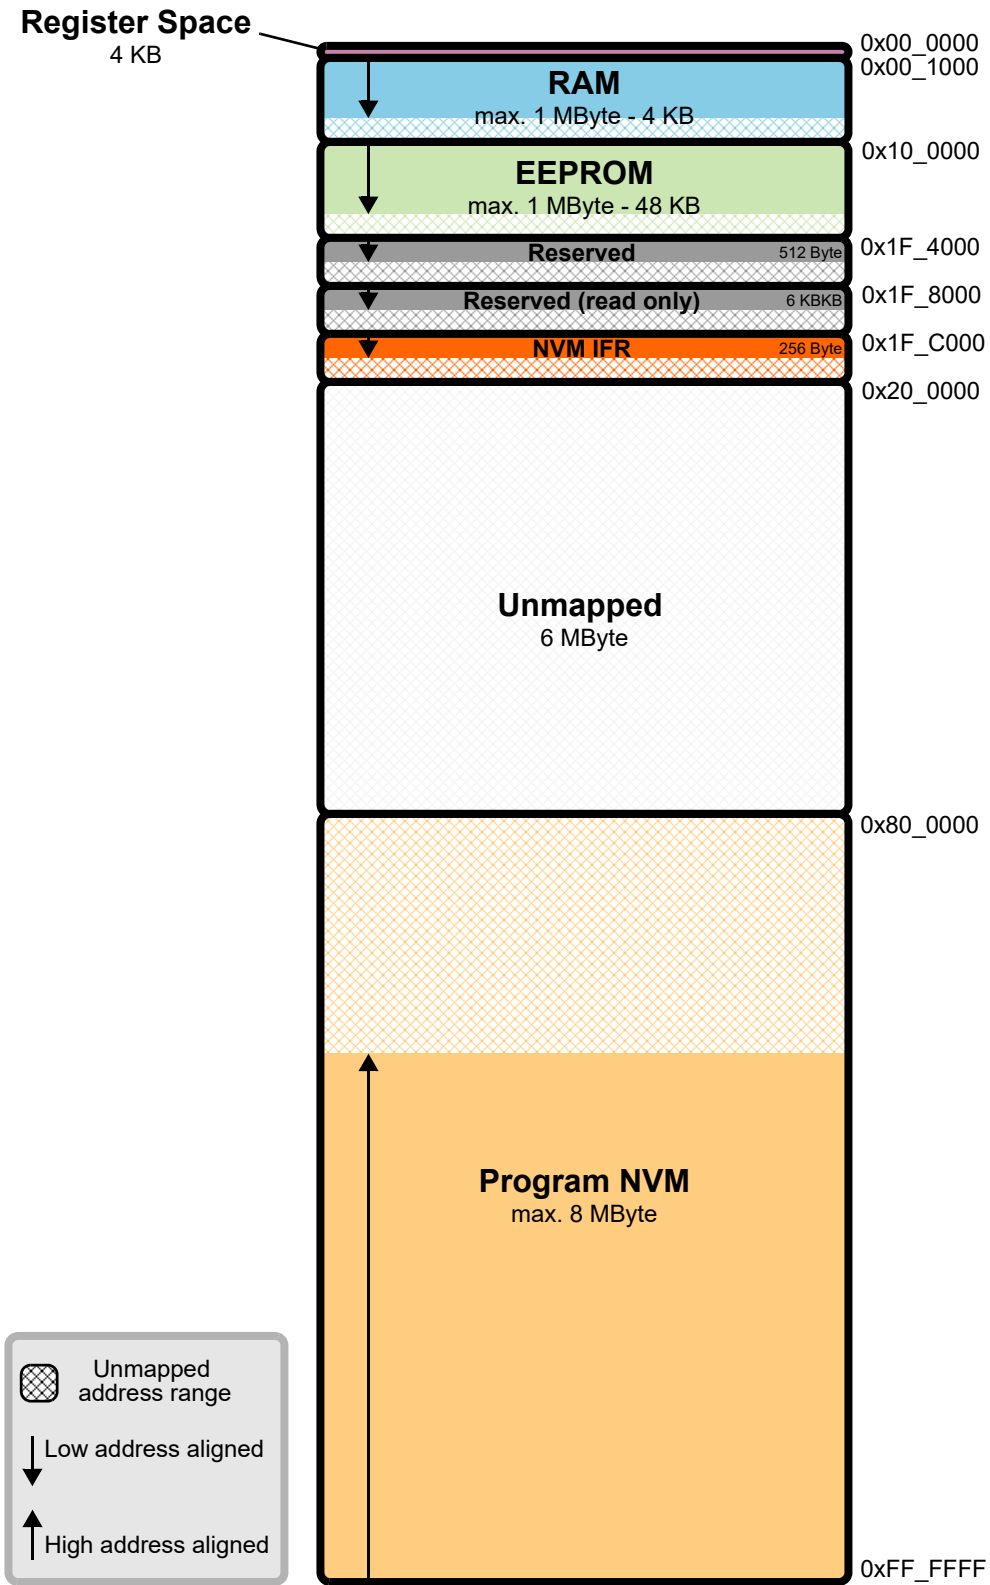 Register Space
4 KB
0x00_0000
0x00_1000
RAM
max. 1 MByte - 4 KB
0x10_0000
EEPROM
max. 1 MByte - 48 KB
0x1F_4000
Reserved
512 Byte
0x1F_8000
Reserved (read only)
6 KBKB
0x1F_C000
NVM IFR
256 Byte
0x20_0000
Unmapped
6 MByte
0x80_0000
Program NVM
max. 8 MByte
Unmapped
address range
Low address aligned
High address aligned
0xFF_FFFF